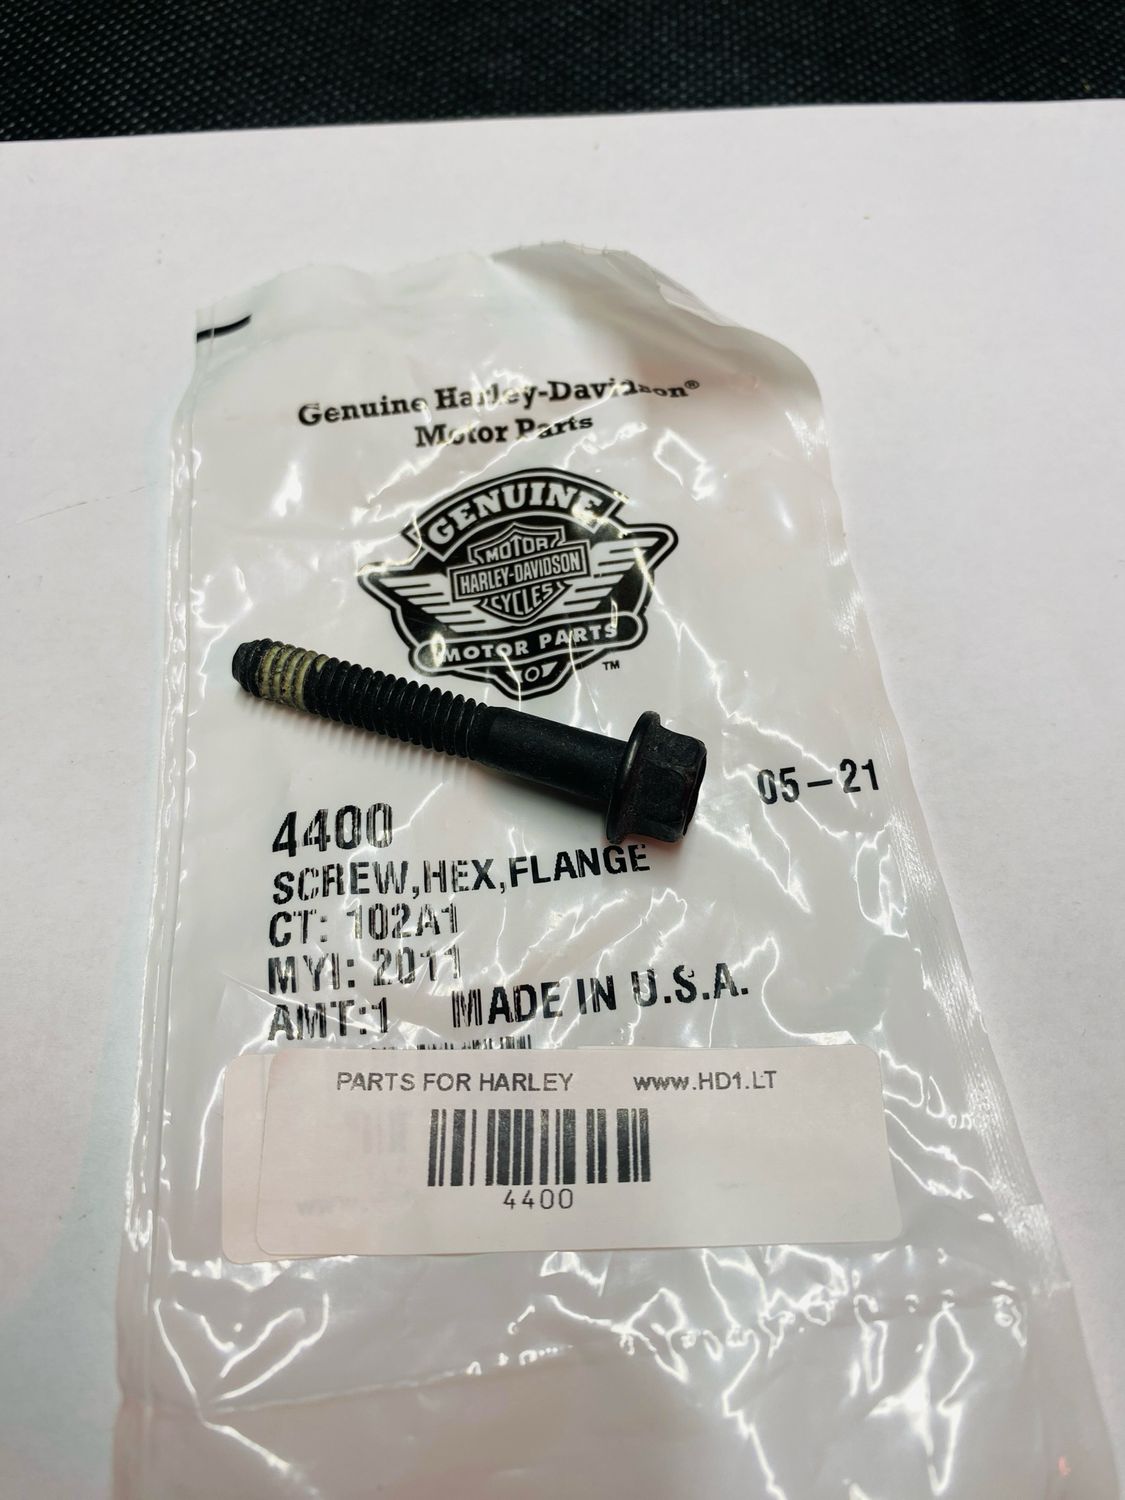 Genuine Harley-Davidson®
Motor Parts
GENUINE
MOTOR
HARLEY-DAVIDSON
CYCLES
MOTOR PARTS
TM
05-21
4400
SCREW,HEX,FLANGE
CT: 102A1
MYI: 2011
AMT:1 MADE IN U.S.A.
PARTS FOR HARLEY www.HD1.LT
4400